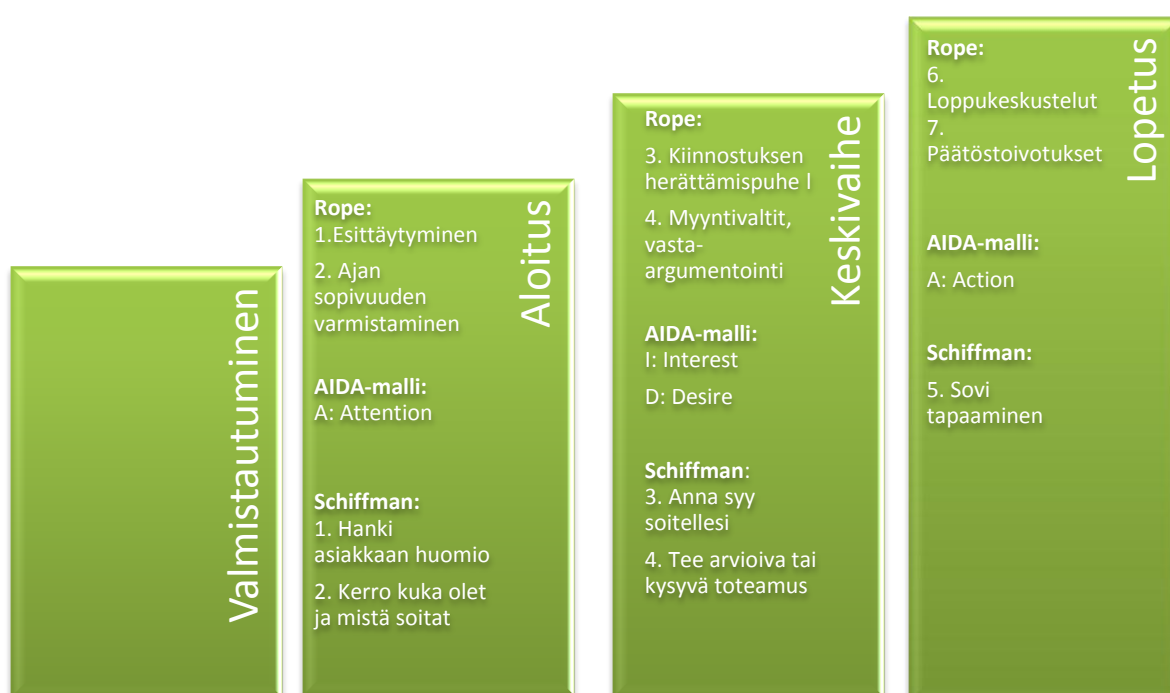 Valmistautuminen
Aloitus
Rope:
1.Esittäytyminen
2. Ajan
sopivuuden
varmistaminen
AIDA-malli:
A: Attention
Schiffman:
1. Hanki
asiakkaan huomio
2. Kerro kuka olet
ja mistä soitat
Keskivaihe
Rope:
3. Kiinnostuksen
herättämispuhe l
4. Myyntivaltit,
vasta-
argumentointi
AIDA-malli:
I: Interest
D: Desire
Schiffman:
3. Anna syy
soitellesi
4. Tee arvioiva tai
kysyvä toteamus
Lopetus
Rope:
6.
Loppukeskustelut
7.
Päätöstoivotukset
AIDA-malli:
A: Action
Schiffman:
5. Sovi
tapaaminen